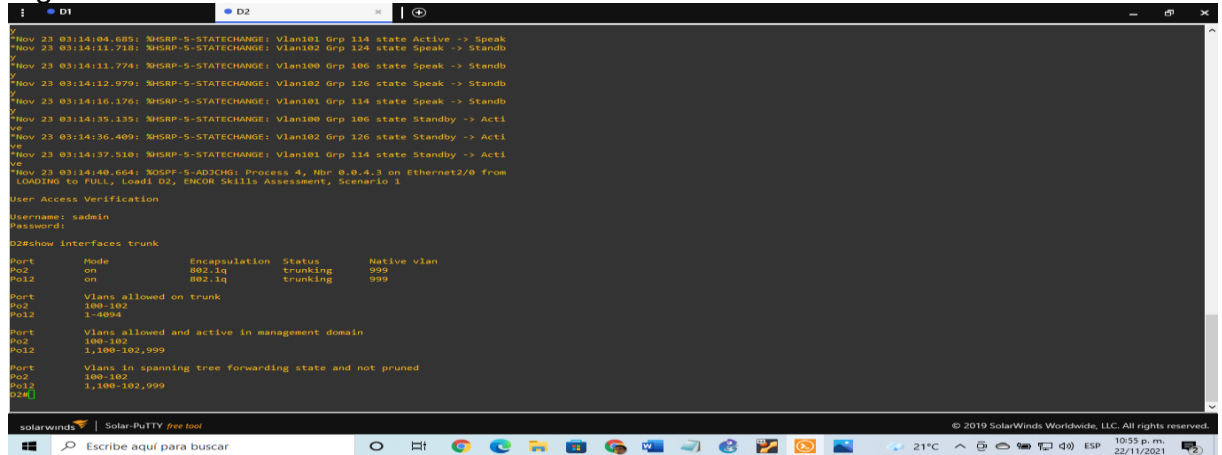 D1 D2
y
*Nov 23 03:14:04.685: %HSRP-5-STATECHANGE: Vlan101 Grp 114 state Active -> Speak
*Nov 23 03:14:11.718: %HSRP-5-STATECHANGE: Vlan102 Grp 124 state Speak -> Standb
y
*Nov 23 03:14:11.774: %HSRP-5-STATECHANGE: Vlan100 Grp 106 state Speak -> Standb
y
*Nov 23 03:14:12.979: %HSRP-5-STATECHANGE: Vlan102 Grp 126 state Speak -> Standb
y
*Nov 23 03:14:16.176: %HSRP-5-STATECHANGE: Vlan101 Grp 114 state Speak -> Standb
y
*Nov 23 03:14:35.135: %HSRP-5-STATECHANGE: Vlan100 Grp 106 state Standby -> Acti
ve
*Nov 23 03:14:36.409: %HSRP-5-STATECHANGE: Vlan102 Grp 126 state Standby -> Acti
ve
*Nov 23 03:14:37.510: %HSRP-5-STATECHANGE: Vlan101 Grp 114 state Standby -> Acti
ve
*Nov 23 03:14:40.664: %OSPF-5-ADJCHG: Process 4, Nbr 0.0.4.3 on Ethernet2/0 from
LOADING to FULL, Loadi D2, ENCOR Skills Assessment, Scenario 1
User Access Verification
Username: sadmin
Password:
D2#show interfaces trunk
Port Mode Encapsulation Status Native vlan
Po2 on 802.1q trunking 999
Po12 on 802.1q trunking 999
Port Vlans allowed on trunk
Po2 100-102
Po12 1-4094
Port Vlans allowed and active in management domain
Po2 100-102
Po12 1,100-102,999
Port Vlans in spanning tree forwarding state and not pruned
Po2 100-102
Po12 1,100-102,999
D2#
solarwinds | Solar-PuTTY free tool © 2019 SolarWinds Worldwide, LLC. All rights reserved.
Escribe aquí para buscar 21°C ESP 10:55 p. m.
22/11/2021